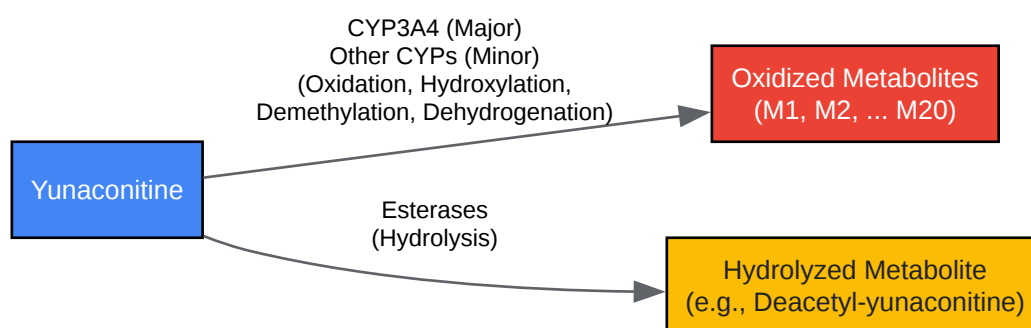 CYP3A4 (Major)
Other CYPs (Minor)
(Oxidation, Hydroxylation,
Demethylation, Dehydrogenation)
Oxidized Metabolites
(M1, M2, ... M20)
Yunaconitine
Esterases
(Hydrolysis)
Hydrolyzed Metabolite
(e.g., Deacetyl-yunaconitine)